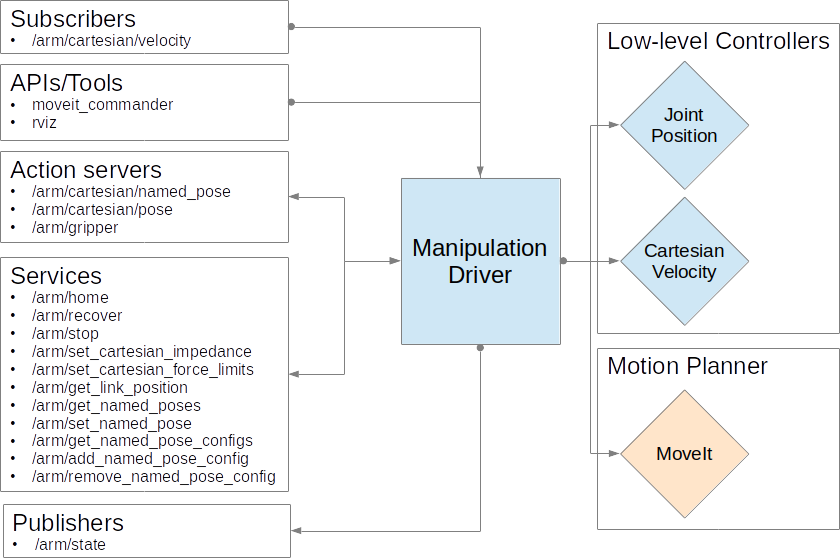 Subscribers
• /arm/cartesian/velocity
APIs/Tools
• moveit_commander
• rviz
Action servers
• /arm/cartesian/named_pose
• /arm/cartesian/pose
• /arm/gripper
Services
• /arm/home
• /arm/recover
• /arm/stop
• /arm/set_cartesian_impedance
• /arm/set_cartesian_force_limits
• /arm/get_link_position
• /arm/get_named_poses
• /arm/set_named_pose
• /arm/get_named_pose_configs
• /arm/add_named_pose_config
• /arm/remove_named_pose_config
Publishers
• /arm/state
Manipulation
Driver
Low-level Controllers
Joint
Position
Cartesian
Velocity
Motion Planner
MoveIt